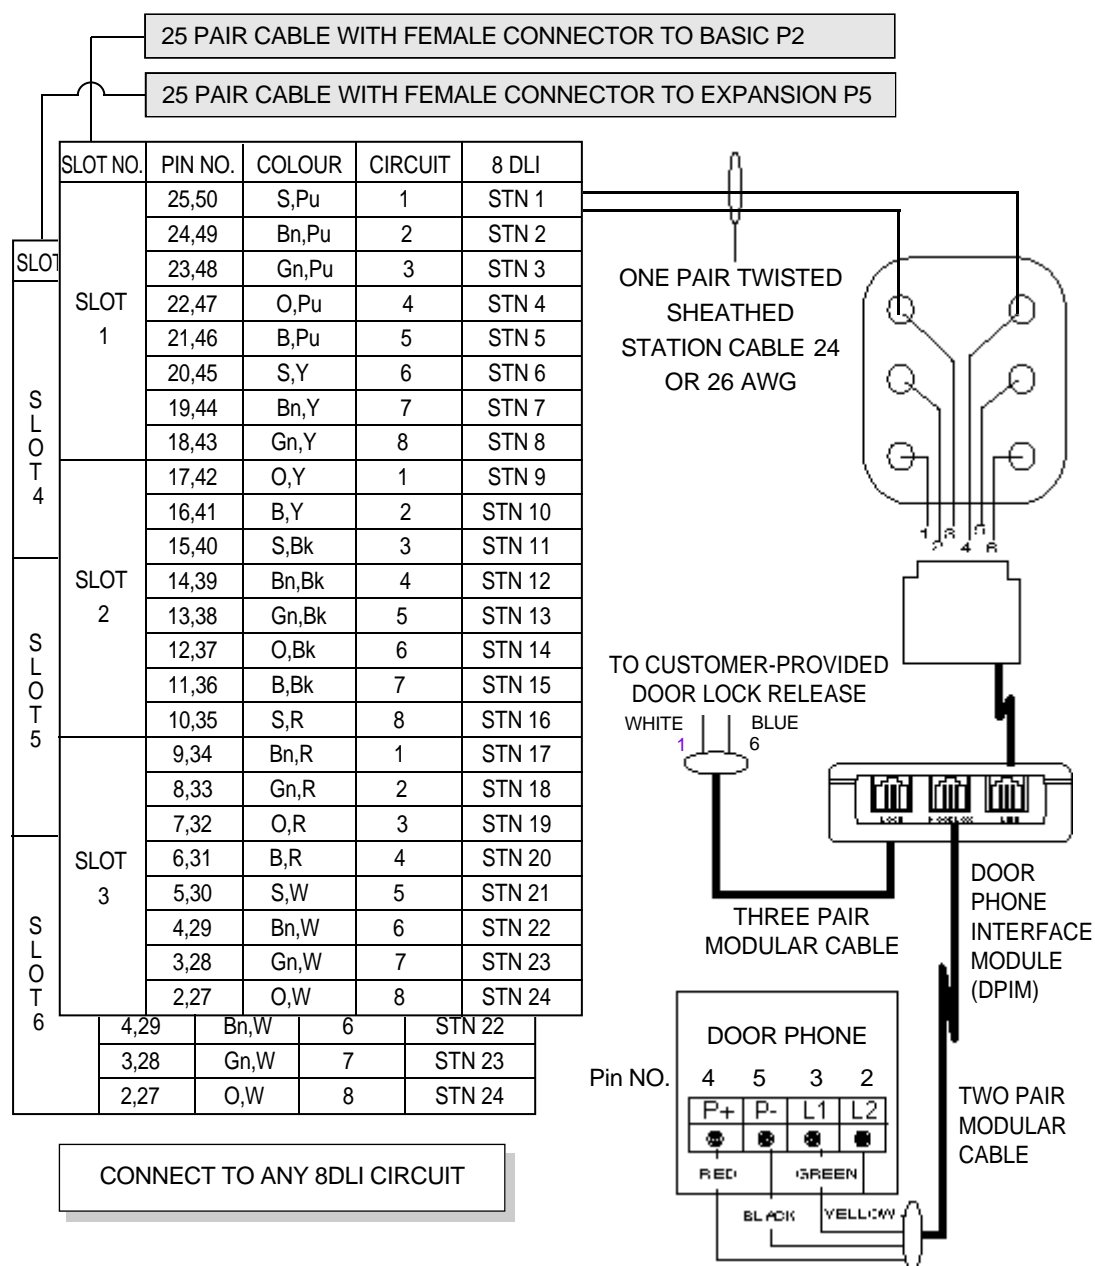 25 PAIR CABLE WITH FEMALE CONNECTOR TO BASIC P2
25 PAIR CABLE WITH FEMALE CONNECTOR TO EXPANSION P5
SLOT NO. PIN NO. COLOUR CIRCUIT 8 DLI
SLOT 1
25,50 S,Pu 1 STN 1
24,49 Bn,Pu 2 STN 2
23,48 Gn,Pu 3 STN 3
22,47 O,Pu 4 STN 4
21,46 B,Pu 5 STN 5
20,45 S,Y 6 STN 6
19,44 Bn,Y 7 STN 7
18,43 Gn,Y 8 STN 8
SLOT 2
17,42 O,Y 1 STN 9
16,41 B,Y 2 STN 10
15,40 S,Bk 3 STN 11
14,39 Bn,Bk 4 STN 12
13,38 Gn,Bk 5 STN 13
12,37 O,Bk 6 STN 14
11,36 B,Bk 7 STN 15
10,35 S,R 8 STN 16
SLOT 3
9,34 Bn,R 1 STN 17
8,33 Gn,R 2 STN 18
7,32 O,R 3 STN 19
6,31 B,R 4 STN 20
5,30 S,W 5 STN 21
4,29 Bn,W 6 STN 22
3,28 Gn,W 7 STN 23
2,27 O,W 8 STN 24
SLOT
SLOT 4
SLOT 5
SLOT 6
4,29 Bn,W 6 STN 22
3,28 Gn,W 7 STN 23
2,27 O,W 8 STN 24
CONNECT TO ANY 8DLI CIRCUIT
ONE PAIR TWISTED
SHEATHED
STATION CABLE 24
OR 26 AWG
1 2 3 4 5 6
TO CUSTOMER-PROVIDED
DOOR LOCK RELEASE
WHITE BLUE
1 6
LINE
THREE PAIR
MODULAR CABLE
DOOR
PHONE
INTERFACE
MODULE
(DPIM)
DOOR PHONE
Pin NO. 4 5 3 2
P+ P- L1 L2
RED GREEN
BLACK YELLOW
TWO PAIR
MODULAR
CABLE